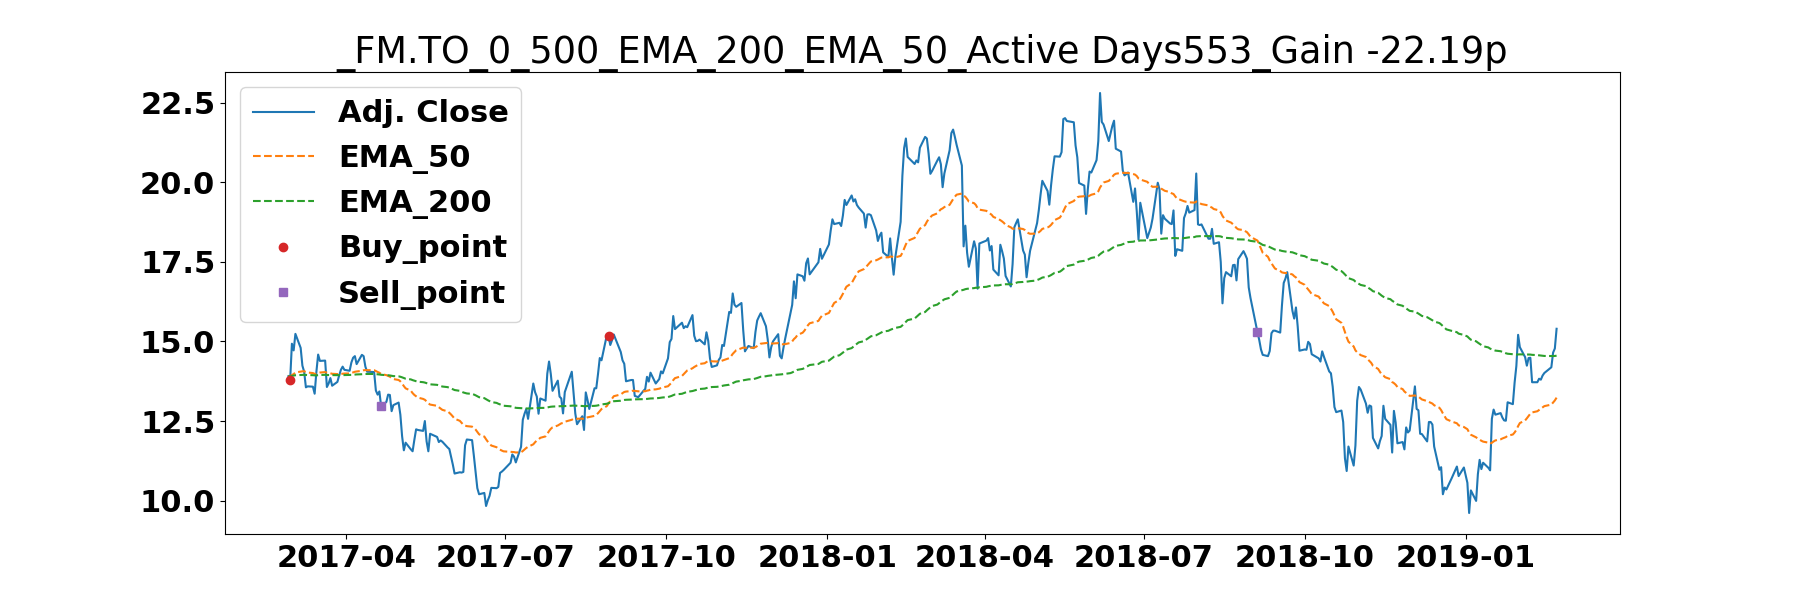 _FM.TO_0_500_EMA_200_EMA_50_Active Days553_Gain -22.19p
22.5
20.0
17.5
15.0
12.5
10.0
Adj. Close
EMA_50
EMA_200
Buy_point
Sell_point
2017-04 2017-07 2017-10 2018-01 2018-04 2018-07 2018-10 2019-01